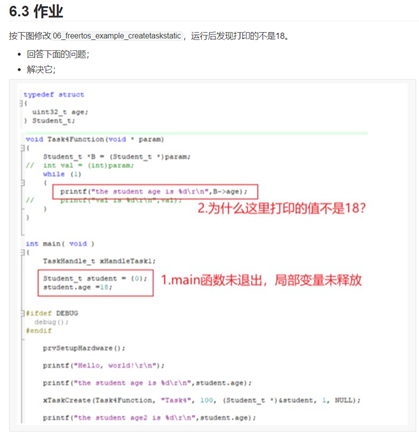 6.3 作业
按下图修改 06_freertos_example_createtaskstatic，运行后发现打印的不是18。
回答下面的问题；
解决它；
typedef struct
{
uint32_t age;
} Student_t;
void Task4Function(void * param)
{
Student_t *B = (Student_t *)param;
// int val = (int)param;
while (1)
{
printf("the student age is %d\r\n",B->age);
// printf("val is %d\r\n",val);
2.为什么这里打印的值不是18?
}
}
int main( void )
{
TaskHandle_t xHandleTask1;
Student_t student = {0};
student.age =18;
1.main函数未退出，局部变量未释放
#ifdef DEBUG
debug();
#endif
prvSetupHardware();
printf("Hello, world!\r\n");
printf("the student age is %d\r\n",student.age);
xTaskCreate(Task4Function, "Task4", 100, (Student_t *)&student, 1, NULL);
printf("the student age2 is %d\r\n",student.age);